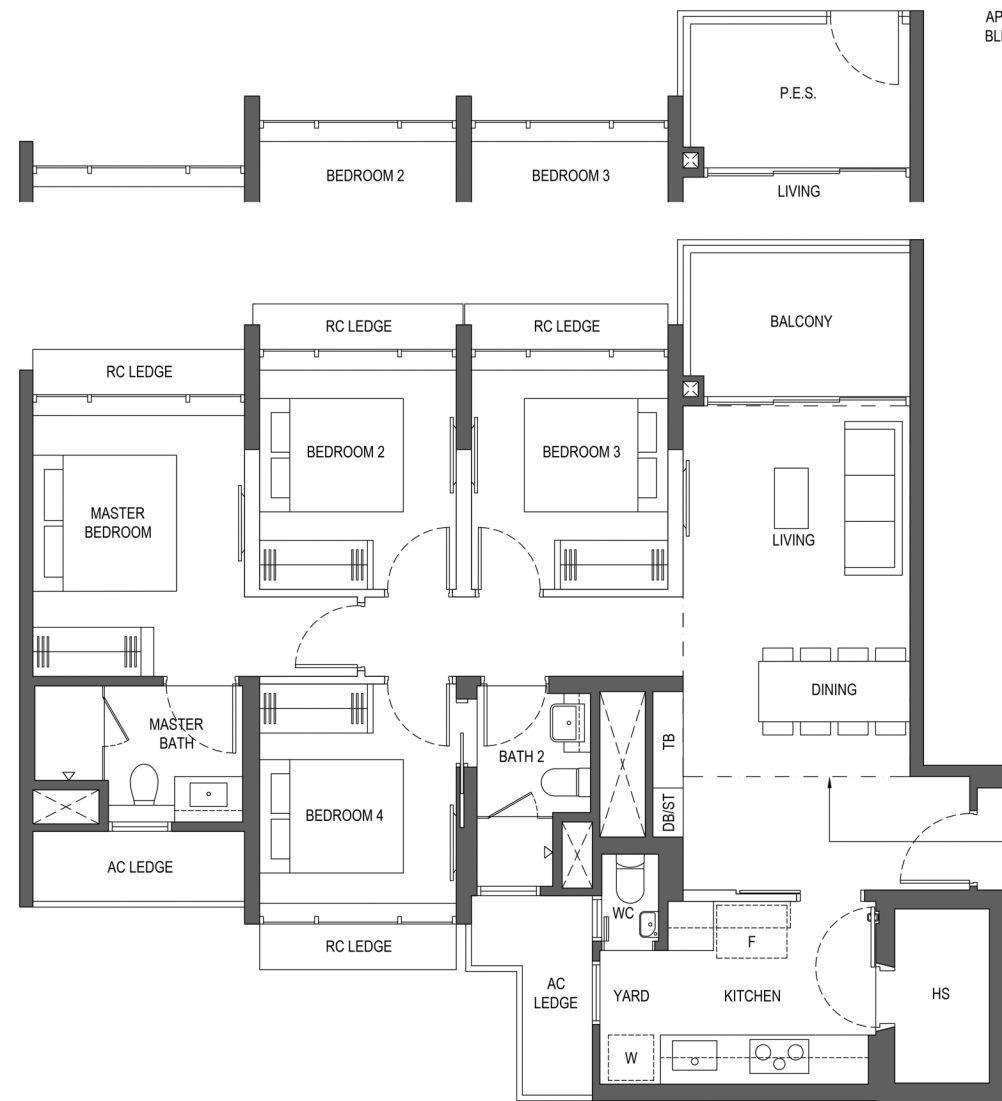 AP
BL
P.E.S.
BEDROOM 2
BEDROOM 3
LIVING
BALCONY
RC LEDGE
RC LEDGE
RC LEDGE
BEDROOM 2
BEDROOM 3
MASTER
BEDROOM
LIVING
DINING
MASTER
BATH
BATH 2
TB
DB/ST
BEDROOM 4
AC LEDGE
WC
F
RC LEDGE
AC
LEDGE
YARD
KITCHEN
HS
W